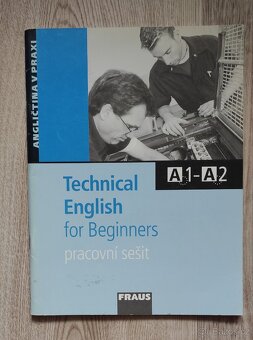 ANGLIČTINA V PRAXI
A1-A2
Technical
English
for Beginners
pracovní sešit
FRAUS